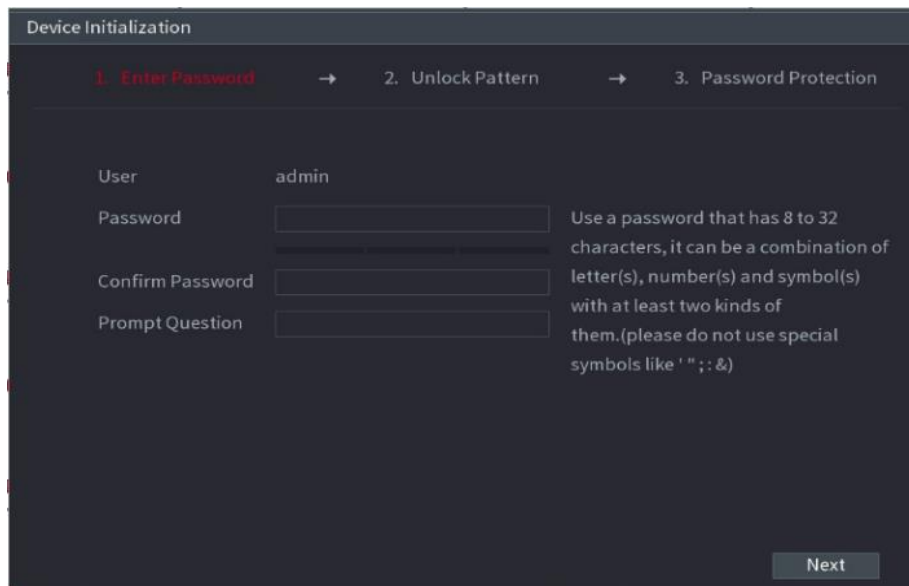 Device Initialization
1. Enter Password → 2. Unlock Pattern → 3. Password Protection
User admin
Password
Use a password that has 8 to 32
characters, it can be a combination of
letter(s), number(s) and symbol(s)
with at least two kinds of
them.(please do not use special
symbols like ' " ; : &)
Confirm Password
Prompt Question
Next